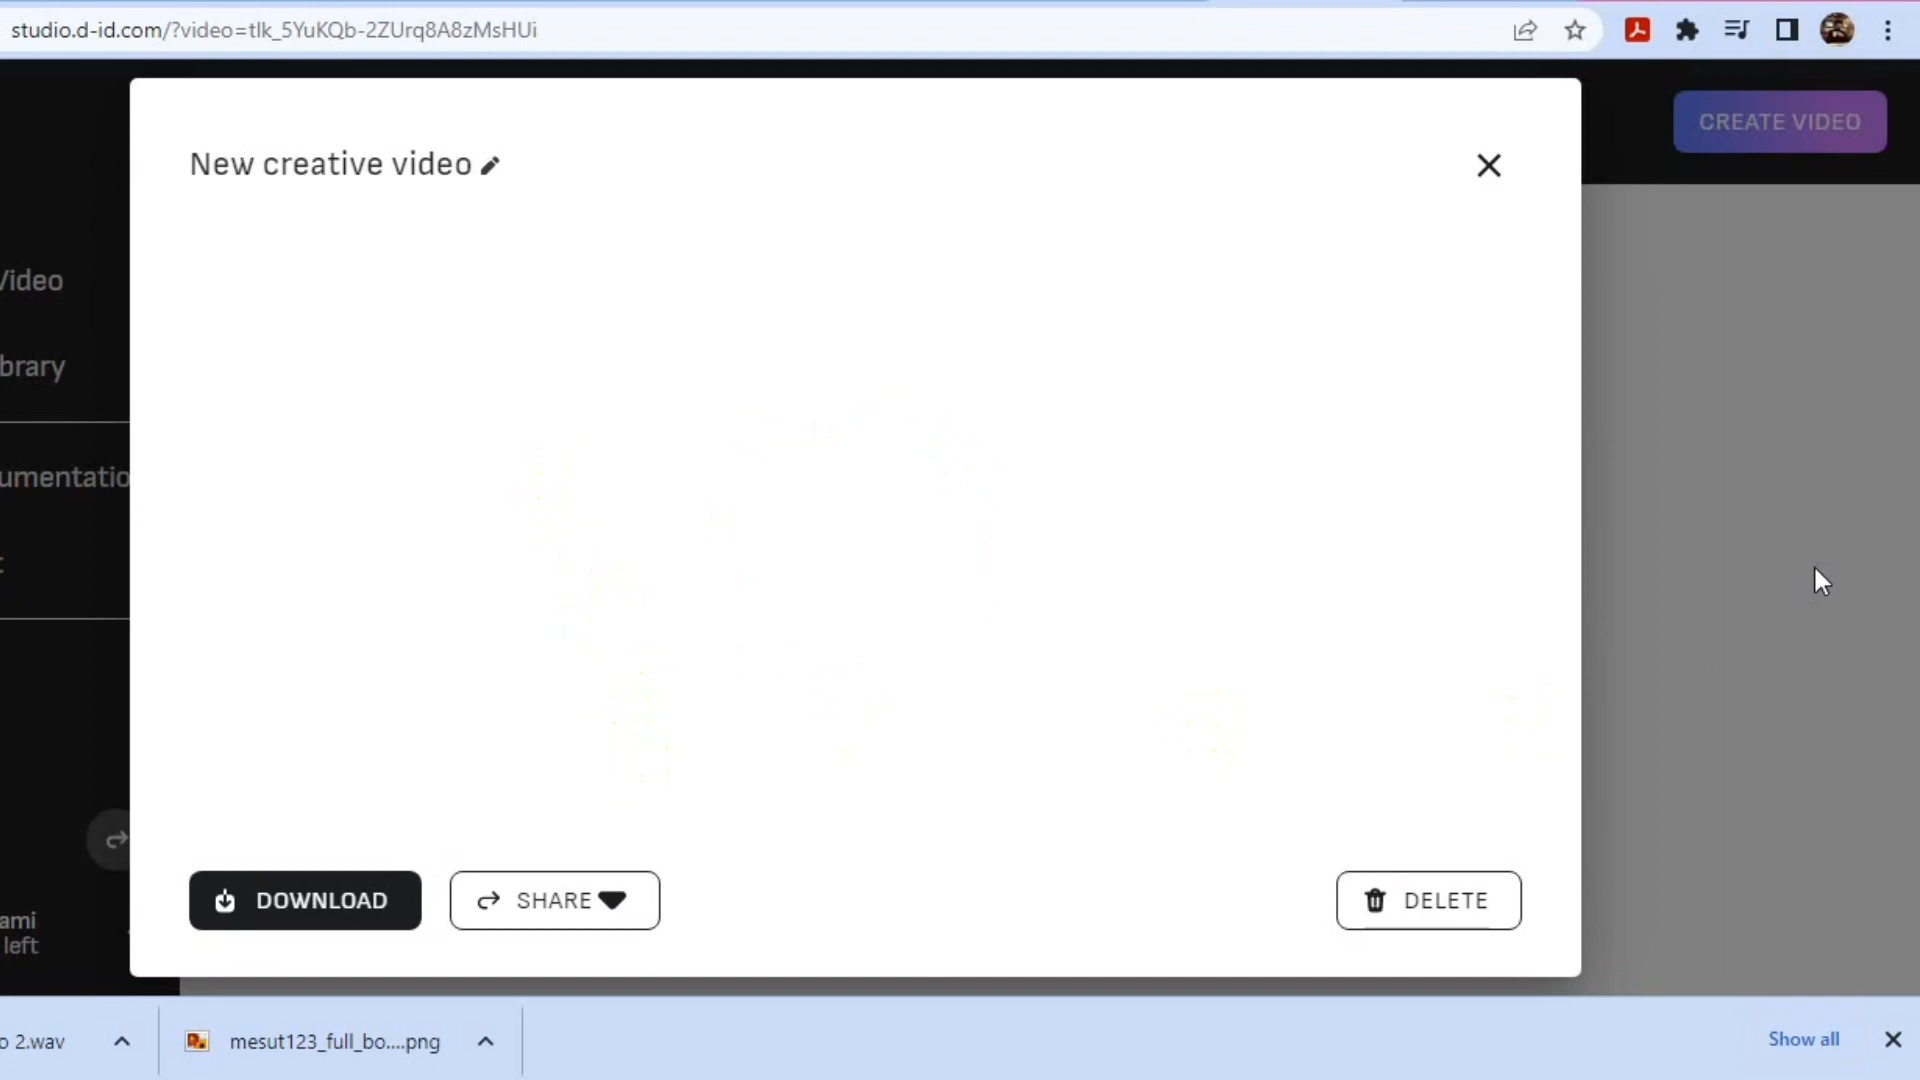 studio.d-id.com/?video=tlk_5YuKQb-2ZUrq8A8zMsHUi
CREATE VIDEO
New creative video
Video
brary
umentatio
DOWNLOAD
SHARE
DELETE
ami
left
o 2.wav
mesut123_full_bo....png
Show all